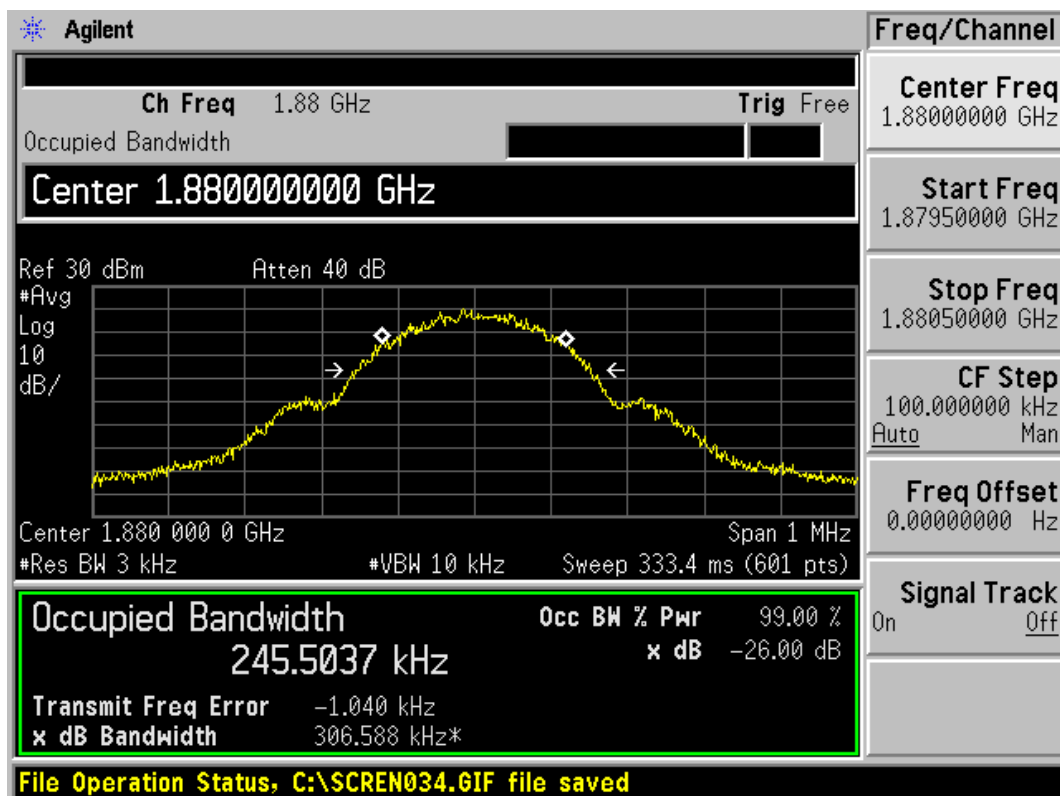 Agilent
Freq/Channel
Ch Freq 1.88 GHz Trig Free
Occupied Bandwidth
Center 1.880000000 GHz
Ref 30 dBm Atten 40 dB
#Avg
Log
10
dB/
Center 1.880 000 0 GHz Span 1 MHz
#Res BW 3 kHz #VBW 10 kHz Sweep 333.4 ms (601 pts)
Occupied Bandwidth Occ BW % Pwr 99.00 %
245.5037 kHz x dB -26.00 dB
Transmit Freq Error -1.040 kHz
x dB Bandwidth 306.588 kHz*
File Operation Status, C:\SCREN034.GIF file saved
Center Freq
1.88000000 GHz
Start Freq
1.87950000 GHz
Stop Freq
1.88050000 GHz
CF Step
100.000000 kHz
Auto Man
Freq Offset
0.00000000 Hz
Signal Track
On Off